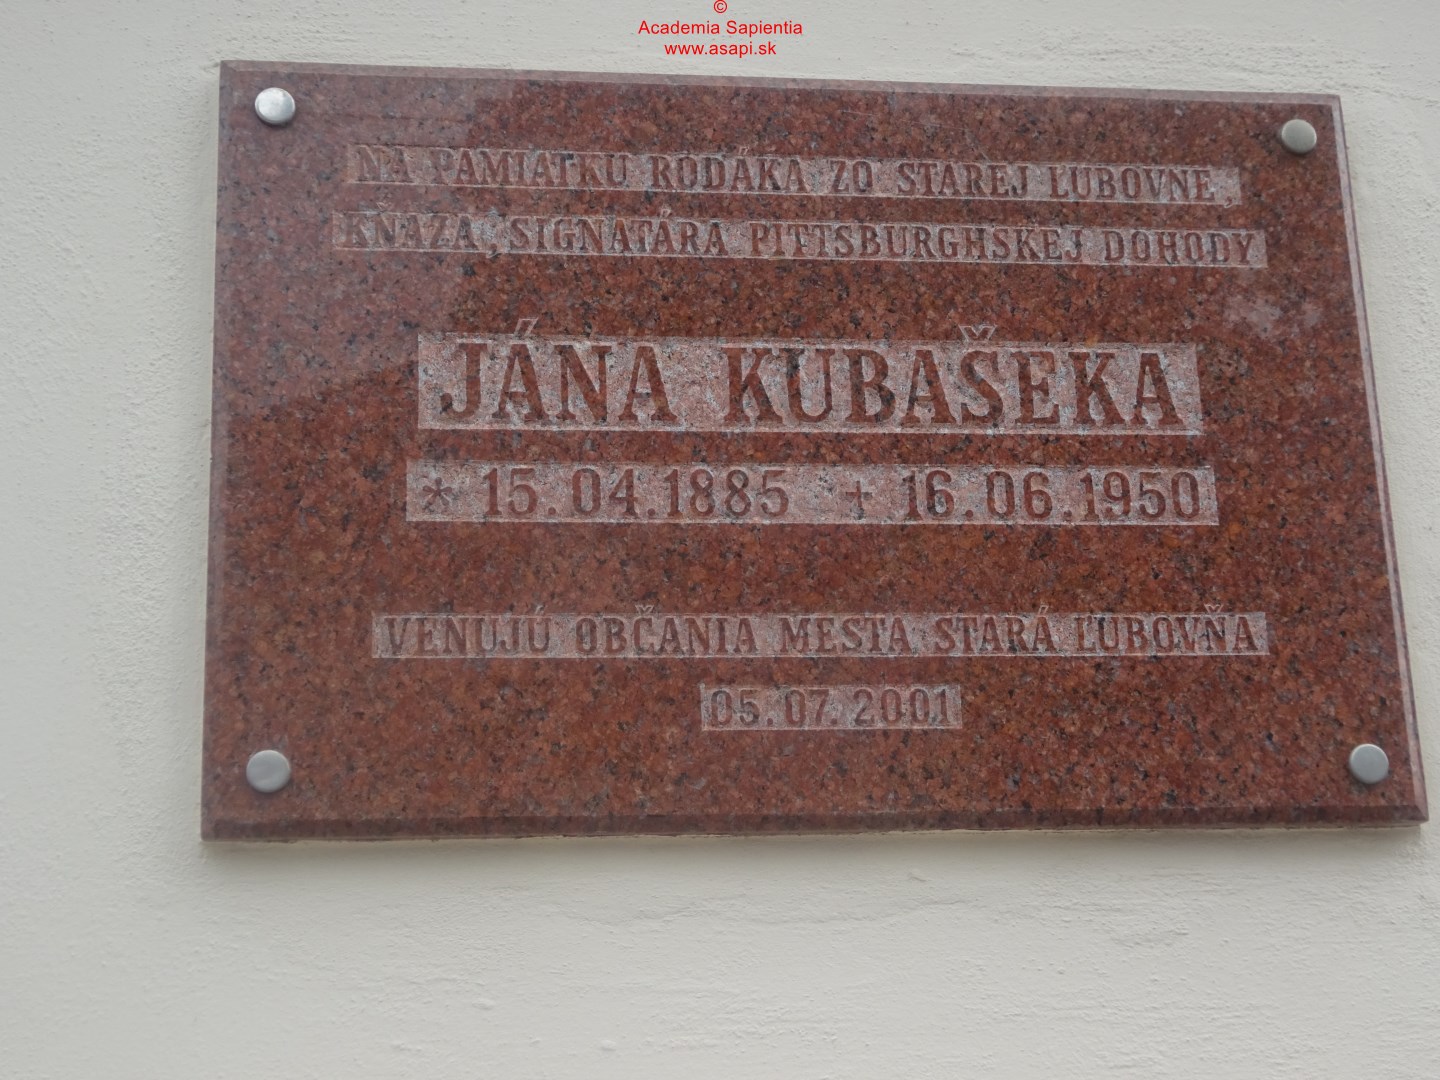 ©
Academia Sapientia
www.asapi.sk
NA PAMIATKU RODÁKA ZO STAREJ ĽUBOVNE,
KŇAZA, SIGNATÁRA PITTSBURGHSKEJ DOHODY
JÁNA KUBAŠEKA
* 15.04.1885 + 16.06.1950
VENUJÚ OBČANIA MESTA STARÁ ĽUBOVŇA
05.07.2001